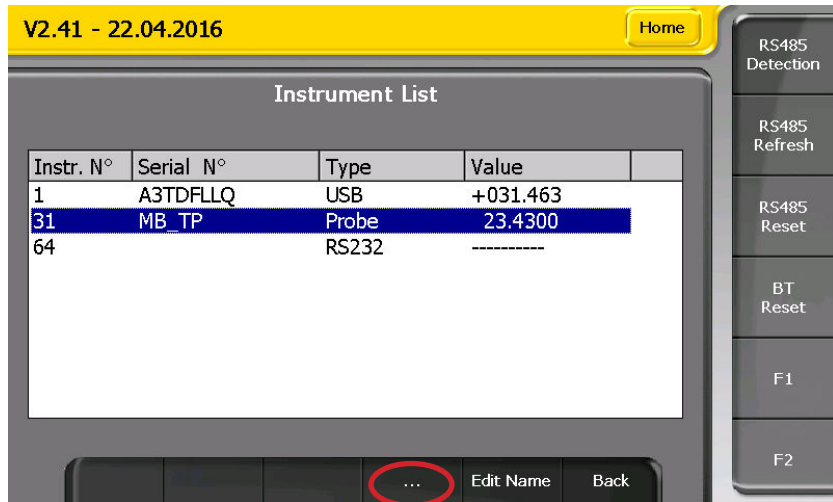 V2.41 - 22.04.2016
Home
Instrument List
Instr. N° Serial N° Type Value
1 A3TDFLLQ USB +031.463
31 MB_TP Probe 23.4300
64 RS232 ----------
... Edit Name Back
RS485
Detection
RS485
Refresh
RS485
Reset
BT
Reset
F1
F2